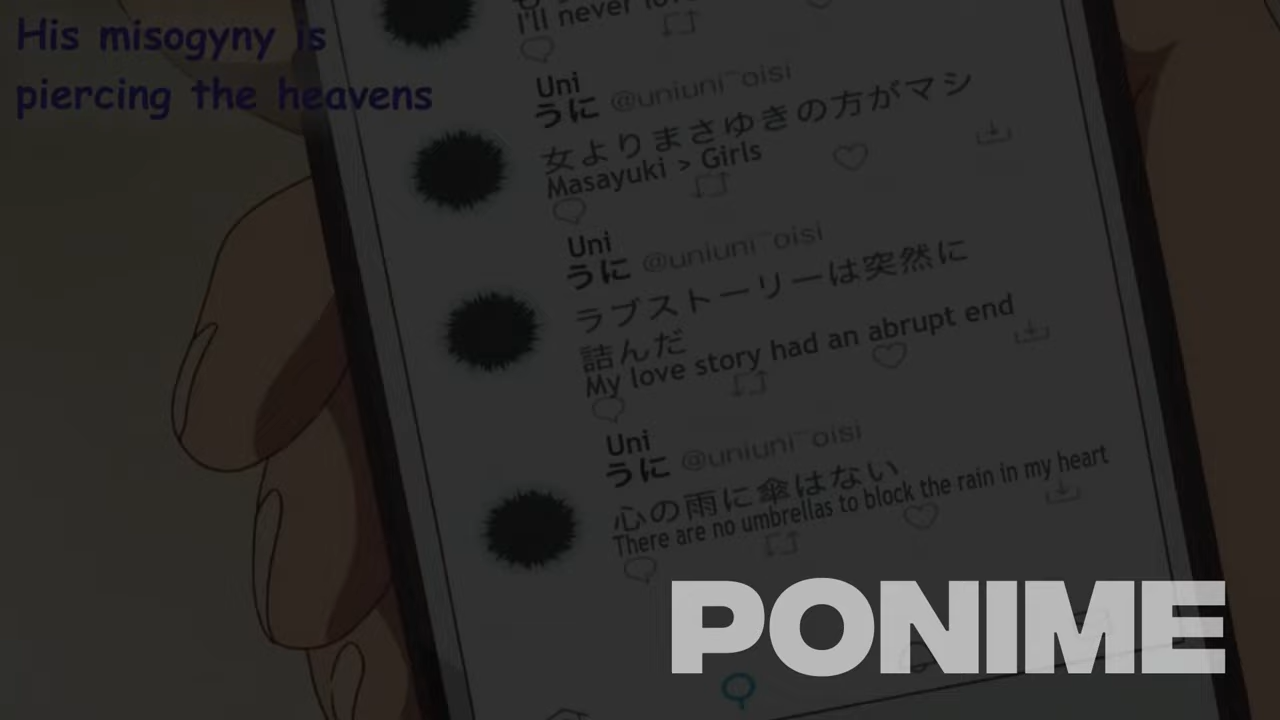 His misogyny is
piercing the heavens
I'll never love
Uni
うに @uniuni_oisi
女よりまさゆきの方がマシ
Masayuki > Girls
Uni
うに @uniuni_oisi
ラブストーリーは突然に
詰んだ
My love story had an abrupt end
Uni
うに @uniuni_oisi
心の雨に傘はない
There are no umbrellas to block the rain in my heart
PONIME